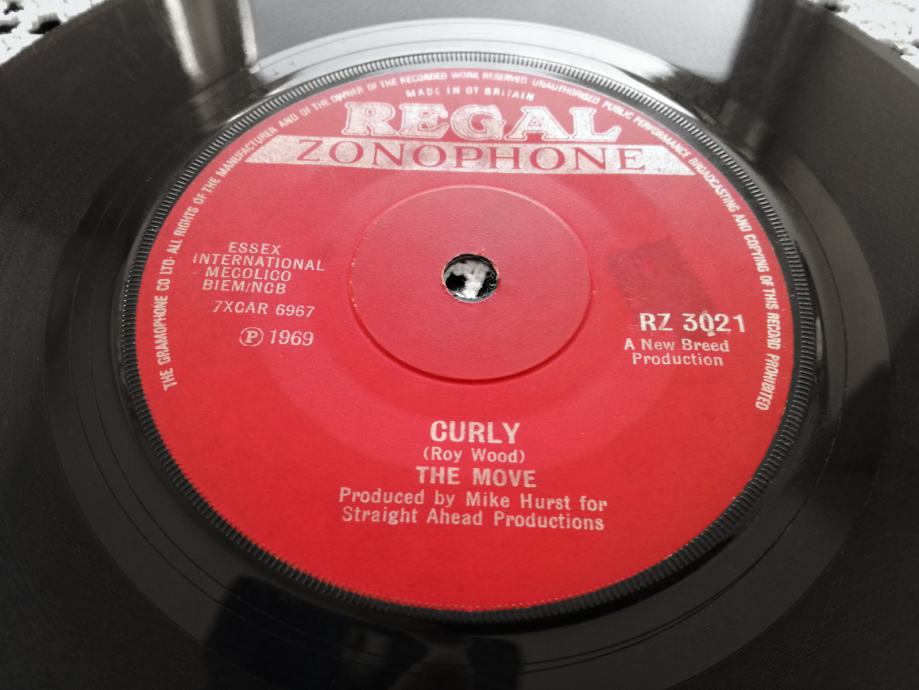 THE GRAMOPHONE CO LTD· ALL RIGHTS OF THE MANUFACTURER AND OF THE OWNER OF THE RECORDED WORK RESERVED · UNAUTHORISED PUBLIC PERFORMANCE BROADCASTING AND COPYING OF THIS RECORD PROHIBITED
MADE IN GT BRITAIN
REGAL
ZONOPHONE
ESSEX
INTERNATIONAL
MECOLICO
BIEM/NCB
7XCAR 6967
Ⓟ 1969
RZ 3021
A New Breed
Production
CURLY
(Roy Wood)
THE MOVE
Produced by Mike Hurst for
Straight Ahead Productions